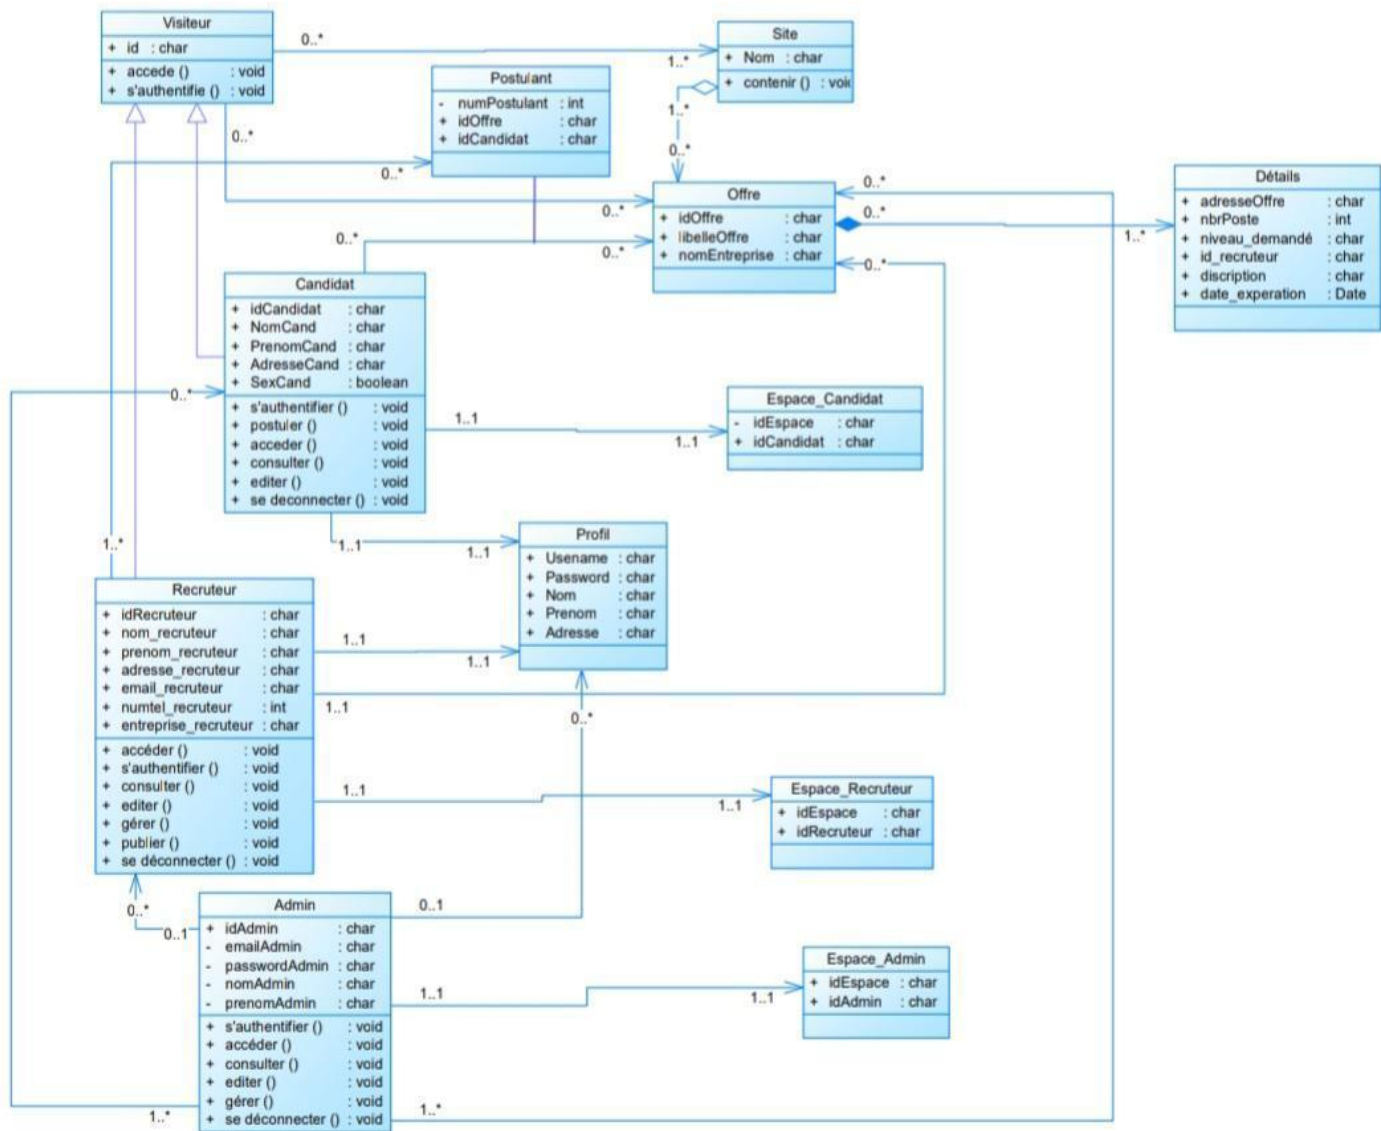 Visiteur
+ id : char
+ accede () : void
+ s'authentifie () : void
0..*
1..*
Site
+ Nom : char
+ contenir () : void
Postulant
- numPostulant : int
+ idOffre : char
+ idCandidat : char
1..*
0..*
0..*
0..*
0..*
Offre
+ idOffre : char
+ libelleOffre : char
+ nomEntreprise : char
0..*
0..*
0..*
1..*
Détails
+ adresseOffre : char
+ nbrPoste : int
+ niveau_demandé : char
+ id_recruteur : char
+ discription : char
+ date_experation : Date
0..*
0..*
Candidat
+ idCandidat : char
+ NomCand : char
+ PrenomCand : char
+ AdresseCand : char
+ SexCand : boolean
+ s'authentifier () : void
+ postuler () : void
+ acceder () : void
+ consulter () : void
+ editer () : void
+ se deconnecter () : void
0..*
1..1
1..1
Espace_Candidat
- idEspace : char
+ idCandidat : char
1..1
1..1
Profil
+ Usename : char
+ Password : char
+ Nom : char
+ Prenom : char
+ Adresse : char
1..*
Recruteur
+ idRecruteur : char
+ nom_recruteur : char
+ prenom_recruteur : char
+ adresse_recruteur : char
+ email_recruteur : char
+ numtel_recruteur : int
+ entreprise_recruteur : char
+ accéder () : void
+ s'authentifier () : void
+ consulter () : void
+ editer () : void
+ gérer () : void
+ publier () : void
+ se déconnecter () : void
1..1
1..1
1..1
0..*
1..1
1..1
Espace_Recruteur
+ idEspace : char
+ idRecruteur : char
0..*
0..1
0..1
Admin
+ idAdmin : char
- emailAdmin : char
- passwordAdmin : char
- nomAdmin : char
- prenomAdmin : char
+ s'authentifier () : void
+ accéder () : void
+ consulter () : void
+ editer () : void
+ gérer () : void
+ se déconnecter () : void
1..1
1..1
Espace_Admin
+ idEspace : char
+ idAdmin : char
1..*
1..*